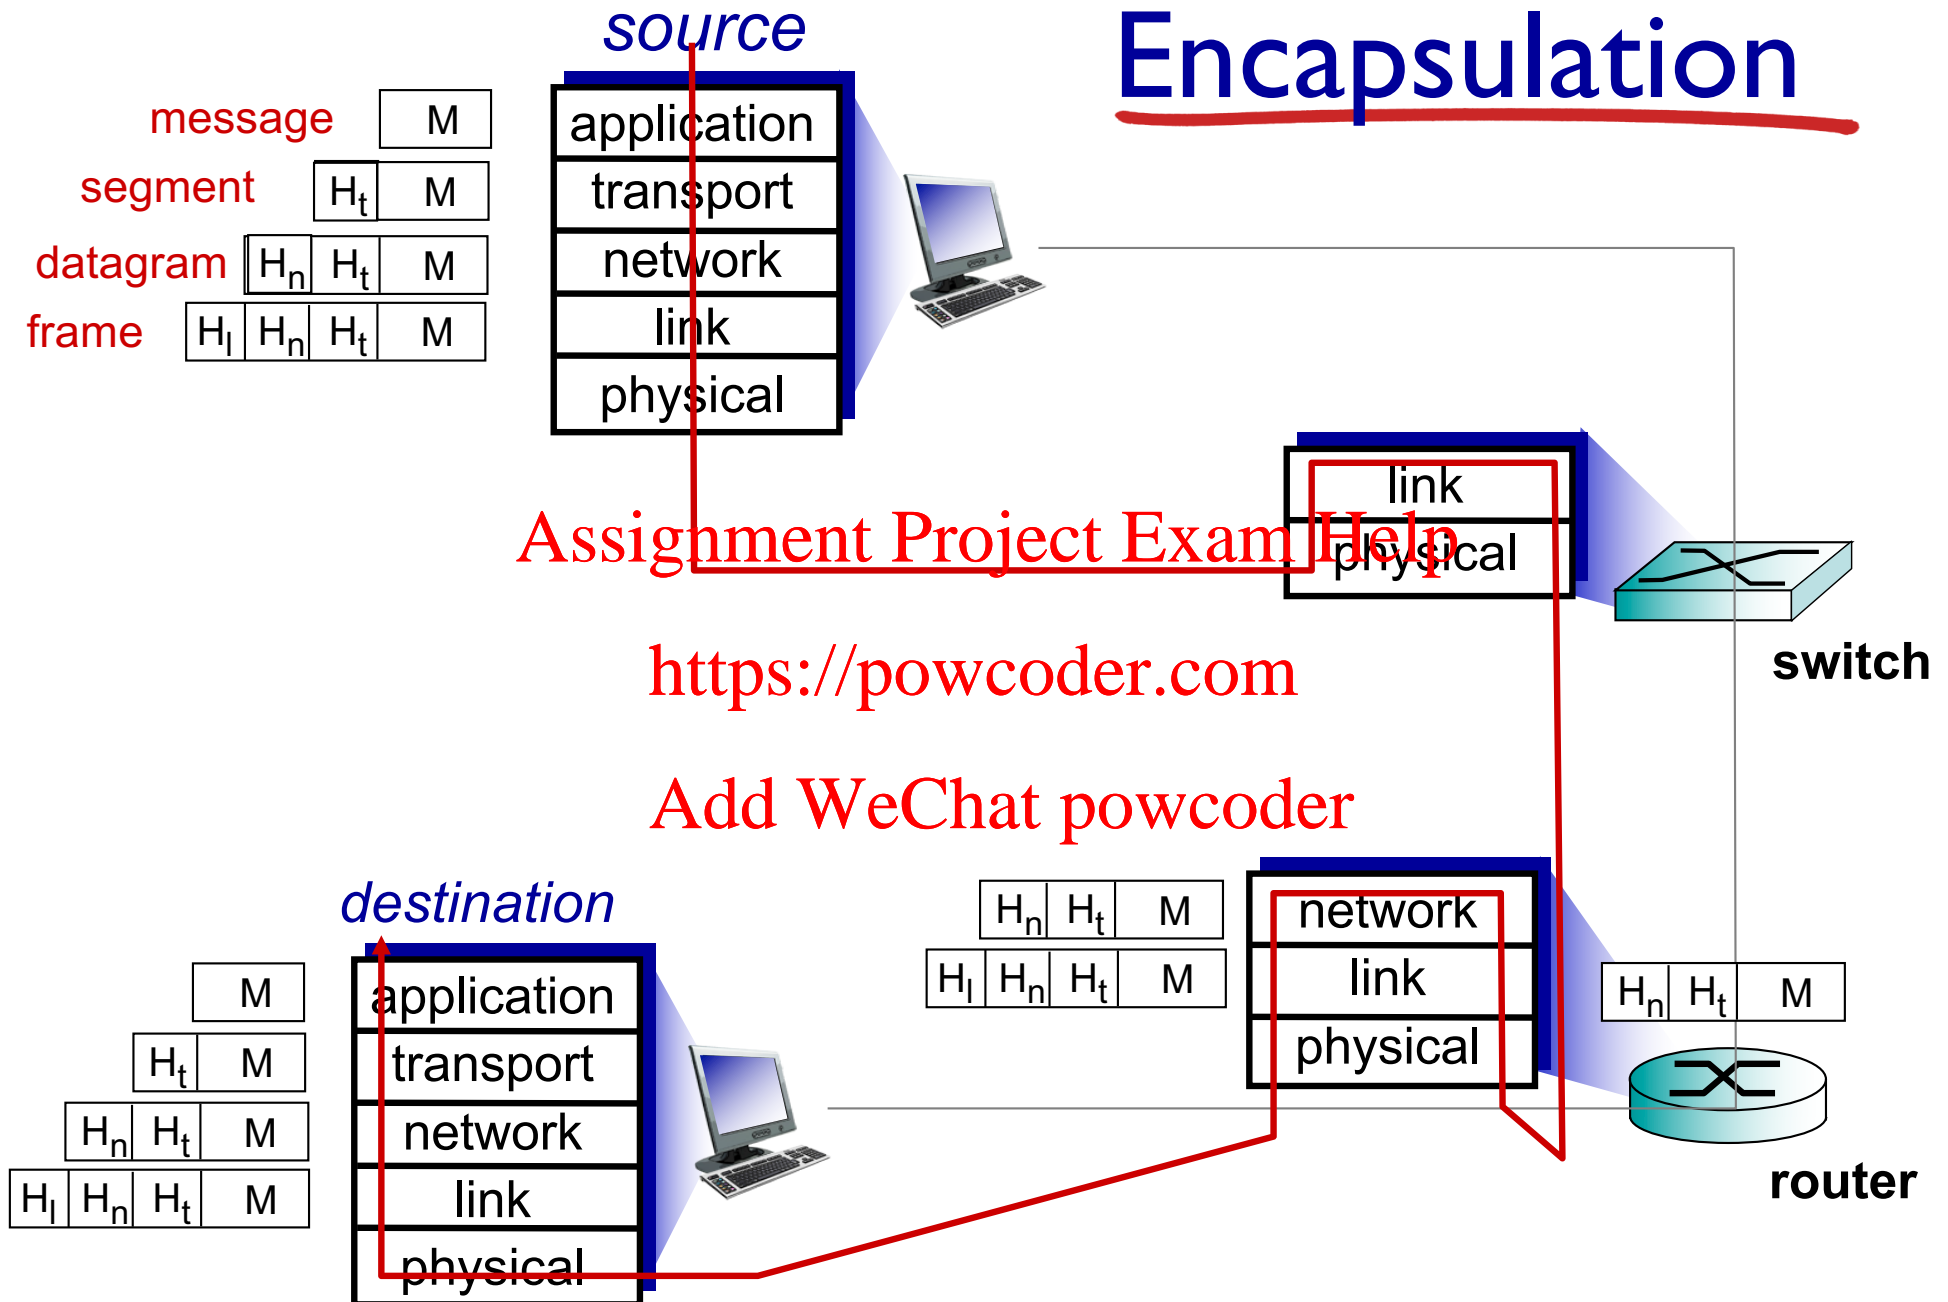 source
Encapsulation
message M application
segment Ht M transport
datagram Hn Ht M network
frame Hl Hn Ht M link
physical
link
physical
switch
Assignment Project Exam Help
https://powcoder.com
Add WeChat powcoder
Hn Ht M network
Hl Hn Ht M link
physical
Hn Ht M
router
destination
M application
Ht M transport
Hn Ht M network
Hl Hn Ht M link
physical